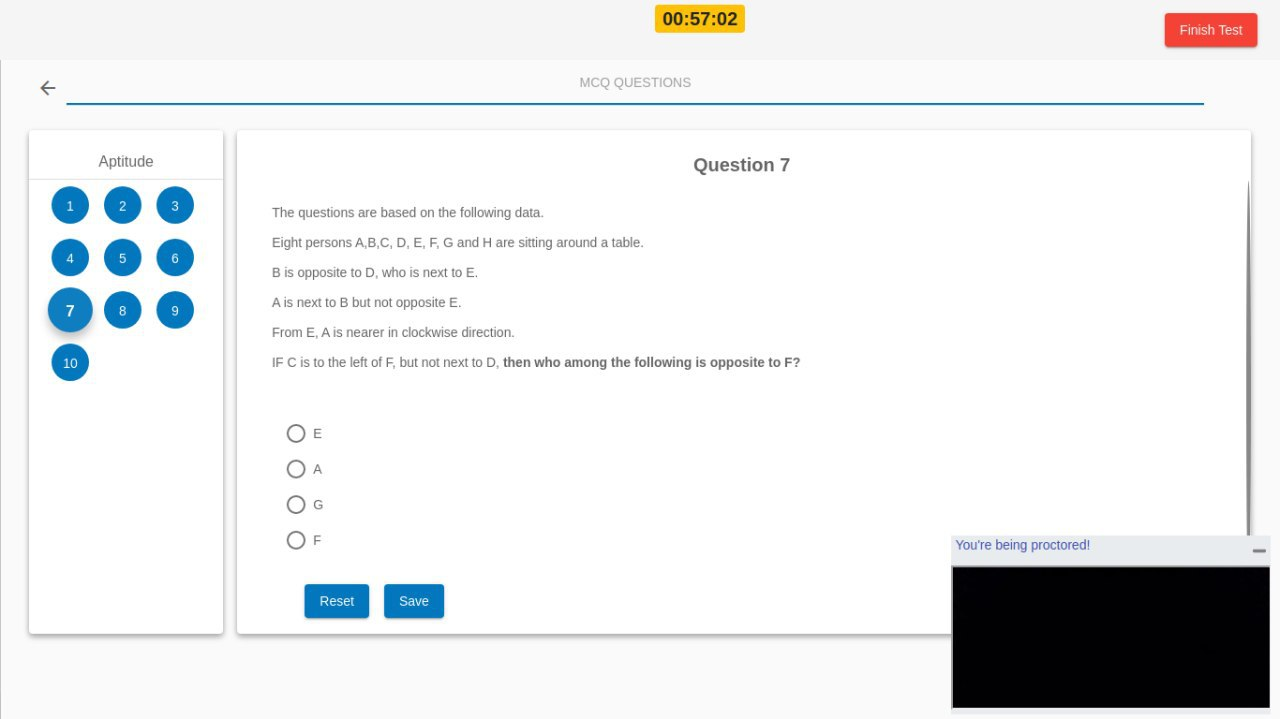 00:57:02
Finish Test
MCQ QUESTIONS
Aptitude
1 2 3
4 5 6
7 8 9
10
Question 7
The questions are based on the following data.
Eight persons A,B,C, D, E, F, G and H are sitting around a table.
B is opposite to D, who is next to E.
A is next to B but not opposite E.
From E, A is nearer in clockwise direction.
IF C is to the left of F, but not next to D, then who among the following is opposite to F?
E
A
G
F
Reset Save
You're being proctored!